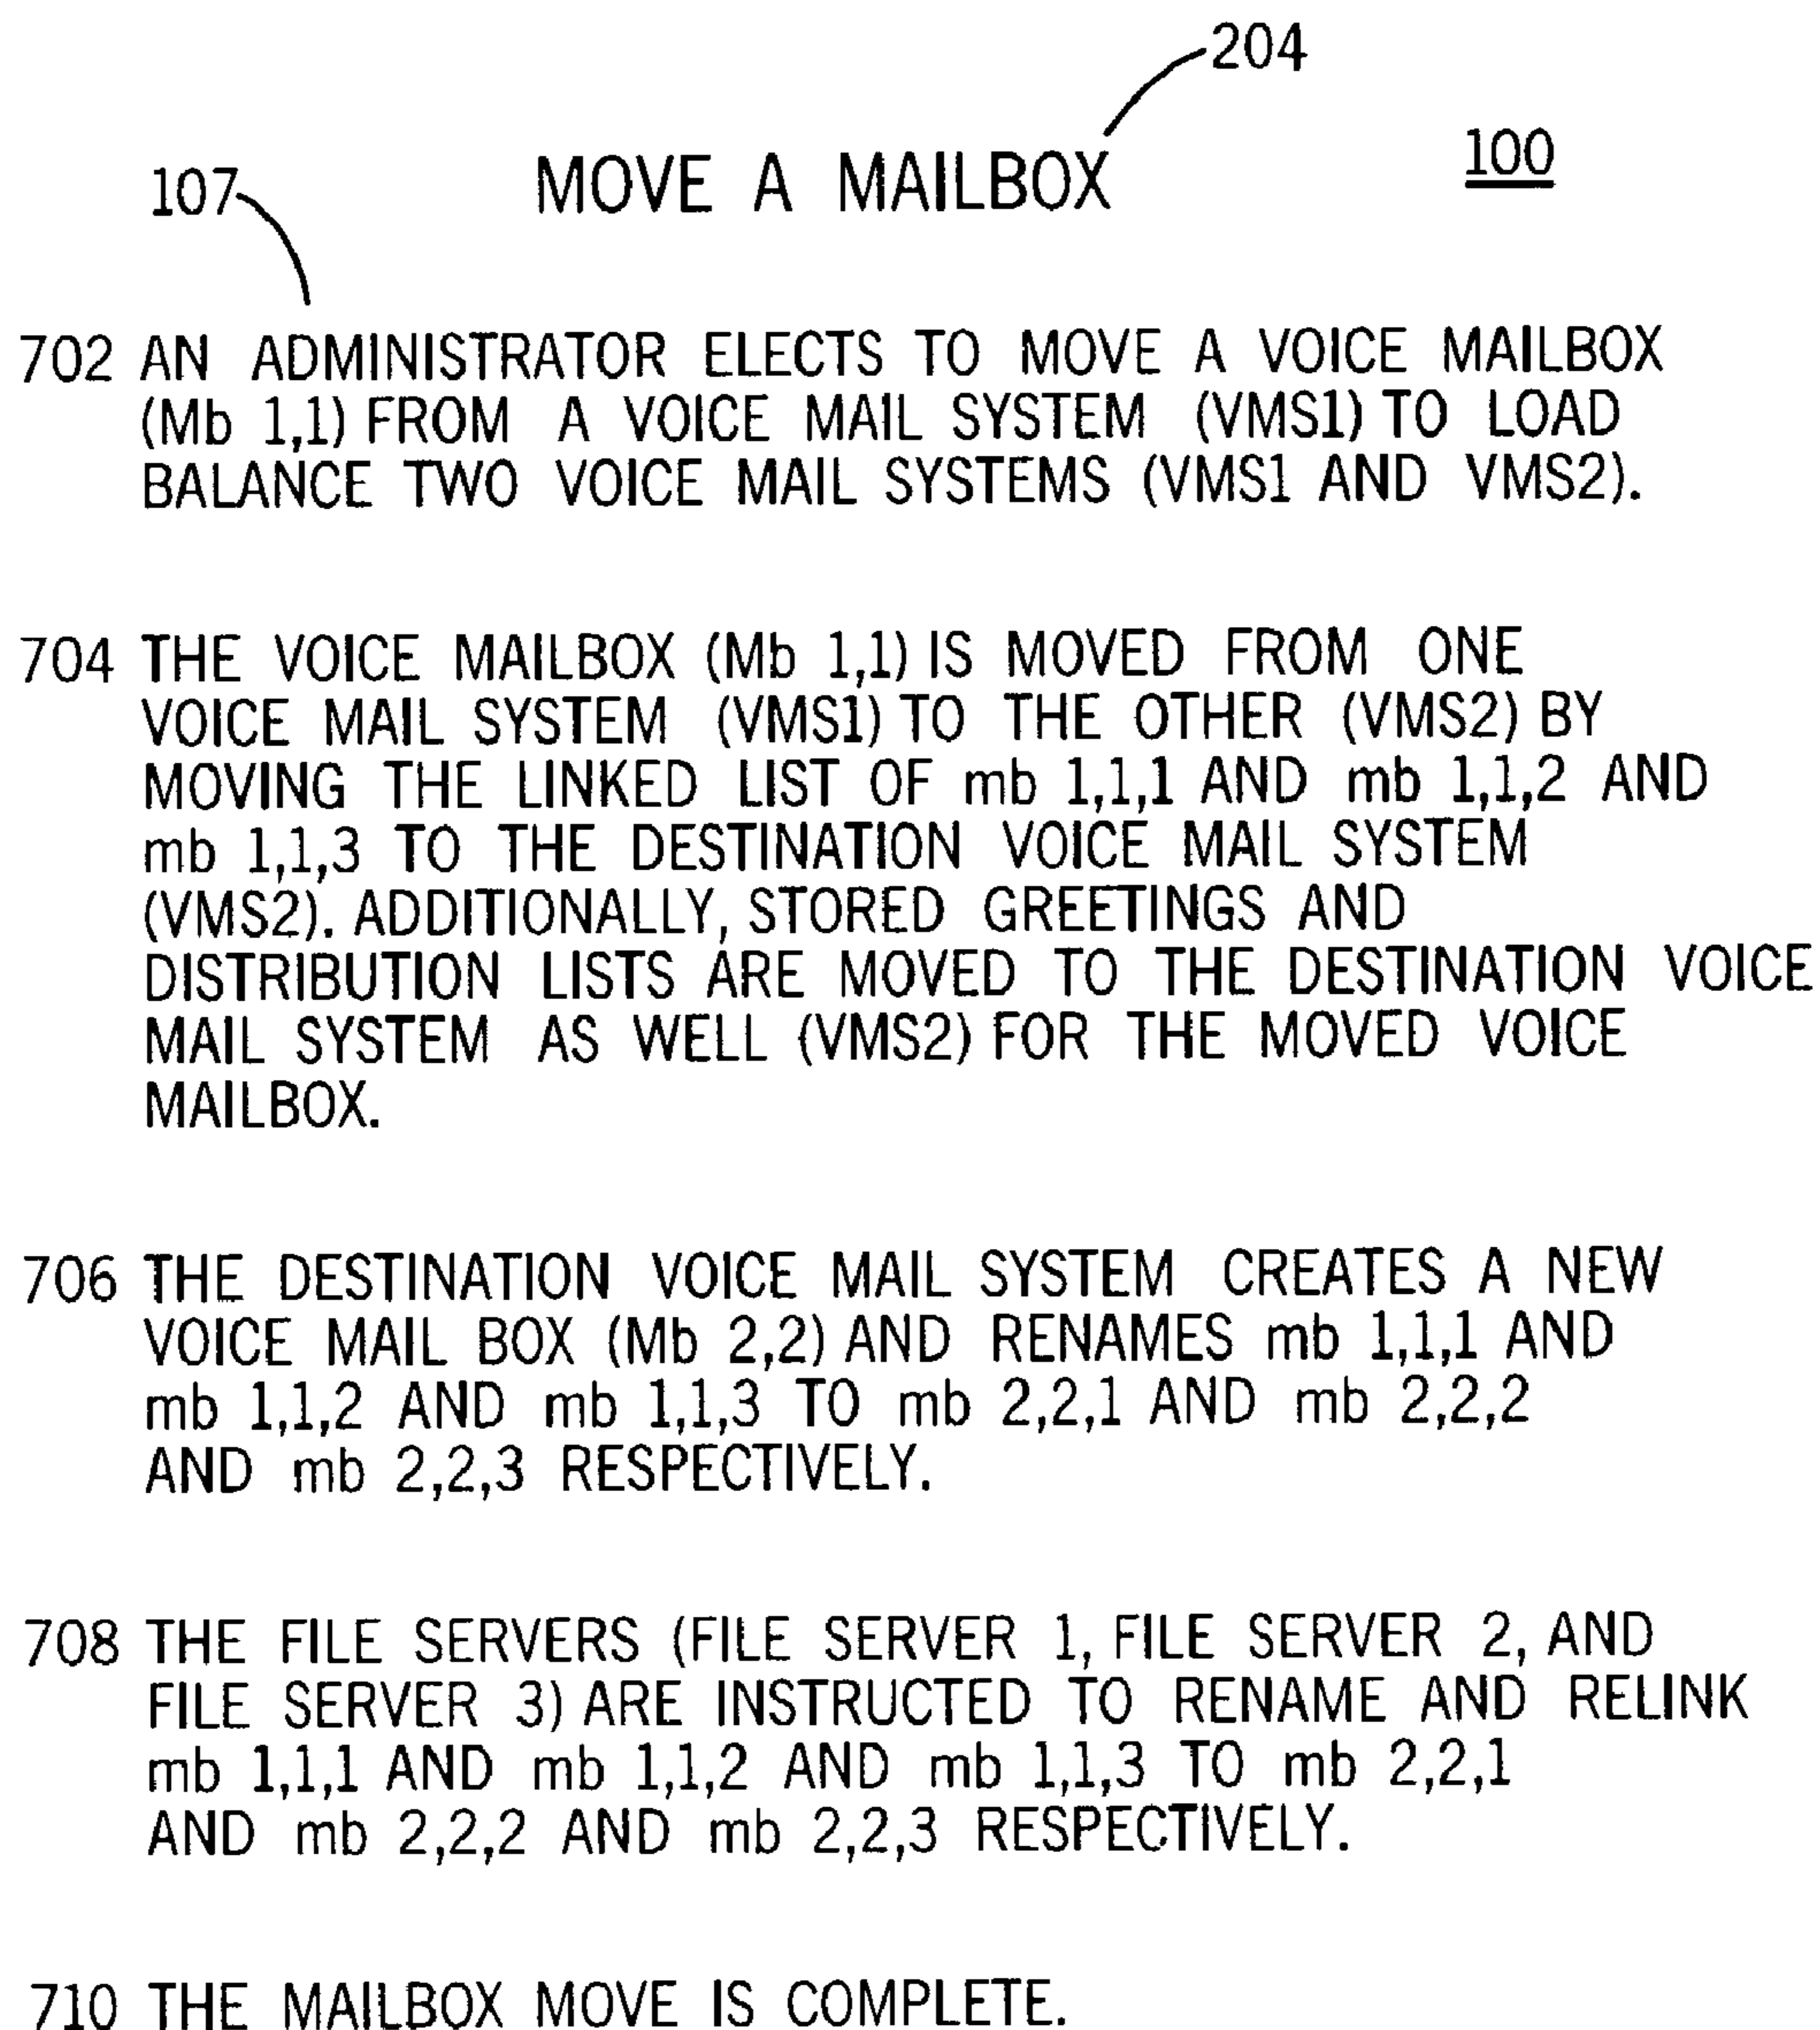 204
MOVE A MAILBOX
100
107
702 AN ADMINISTRATOR ELECTS TO MOVE A VOICE MAILBOX
(Mb 1,1) FROM A VOICE MAIL SYSTEM (VMS1) TO LOAD
BALANCE TWO VOICE MAIL SYSTEMS (VMS1 AND VMS2).
704 THE VOICE MAILBOX (Mb 1,1) IS MOVED FROM ONE
VOICE MAIL SYSTEM (VMS1) TO THE OTHER (VMS2) BY
MOVING THE LINKED LIST OF mb 1,1,1 AND mb 1,1,2 AND
mb 1,1,3 TO THE DESTINATION VOICE MAIL SYSTEM
(VMS2). ADDITIONALLY, STORED GREETINGS AND
DISTRIBUTION LISTS ARE MOVED TO THE DESTINATION VOICE
MAIL SYSTEM AS WELL (VMS2) FOR THE MOVED VOICE
MAILBOX.
706 THE DESTINATION VOICE MAIL SYSTEM CREATES A NEW
VOICE MAIL BOX (Mb 2,2) AND RENAMES mb 1,1,1 AND
mb 1,1,2 AND mb 1,1,3 TO mb 2,2,1 AND mb 2,2,2
AND mb 2,2,3 RESPECTIVELY.
708 THE FILE SERVERS (FILE SERVER 1, FILE SERVER 2, AND
FILE SERVER 3) ARE INSTRUCTED TO RENAME AND RELINK
mb 1,1,1 AND mb 1,1,2 AND mb 1,1,3 TO mb 2,2,1
AND mb 2,2,2 AND mb 2,2,3 RESPECTIVELY.
710 THE MAILBOX MOVE IS COMPLETE.